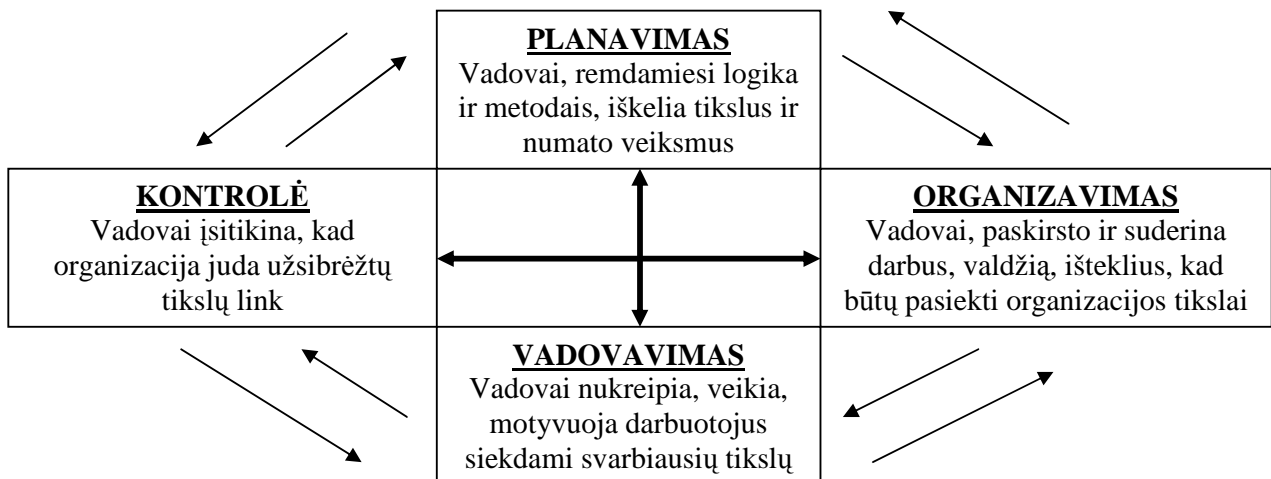 PLANAVIMAS
Vadovai, remdamiesi logika
ir metodais, iškelia tikslus ir
numato veiksmus
KONTROLĖ
Vadovai įsitikina, kad
organizacija juda užsibrėžtų
tikslų link
ORGANIZAVIMAS
Vadovai, paskirsto ir suderina
darbus, valdžią, išteklius, kad
būtų pasiekti organizacijos tikslai
VADOVAVIMAS
Vadovai nukreipia, veikia,
motyvuoja darbuotojus
siekdami svarbiausių tikslų